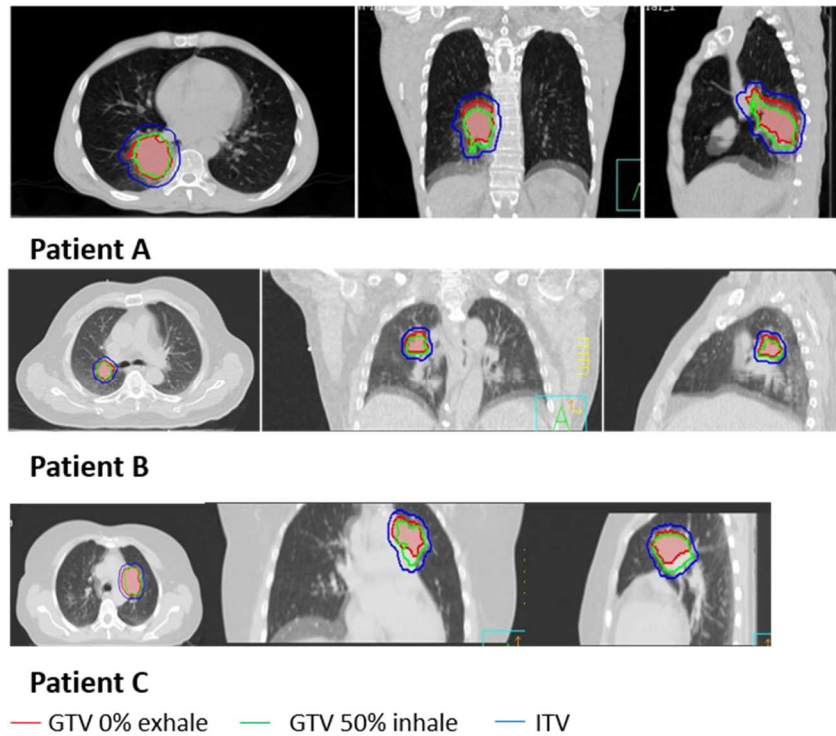 Patient A
Patient B
A
Patient C
GTV 0% exhale GTV 50% inhale ITV